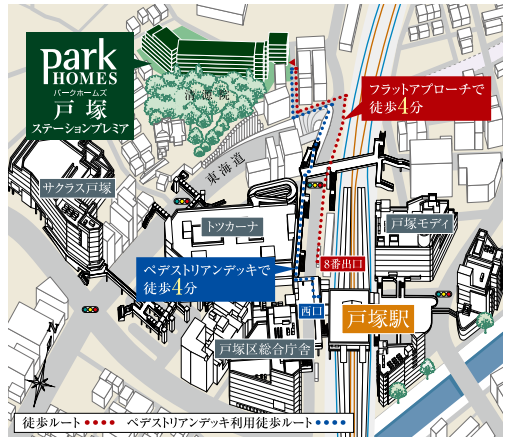 park
HOMES
パークホームズ
戸塚
ステーションプレミア
清源院
フラットアプローチで
徒歩4分
東海道
サクラス戸塚
トツカーナ
戸塚モディ
ペデストリアンデッキで
徒歩4分
8番出口
西口
戸塚駅
戸塚区総合庁舎
N
徒歩ルート
ペデストリアンデッキ利用徒歩ルート